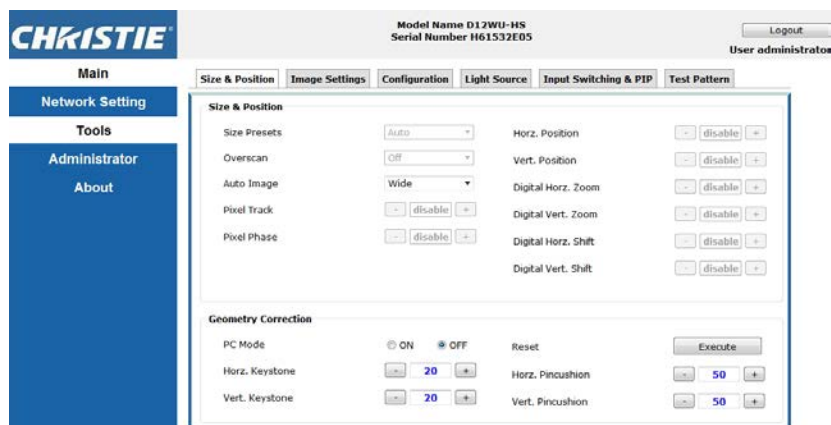 CHRISTIE
Model Name D12WU-HS
Serial Number H61532E05
Logout
User administrator
Main
Network Setting
Tools
Administrator
About
Size & Position Image Settings Configuration Light Source Input Switching & PIP Test Pattern
Size & Position
Size Presets Auto Horz. Position - disable +
Overscan Off Vert. Position - disable +
Auto Image Wide Digital Horz. Zoom - disable +
Pixel Track - disable + Digital Vert. Zoom - disable +
Pixel Phase - disable + Digital Horz. Shift - disable +
Digital Vert. Shift - disable +
Geometry Correction
PC Mode ON OFF Reset Execute
Horz. Keystone - 20 + Horz. Pincushion - 50 +
Vert. Keystone - 20 + Vert. Pincushion - 50 +